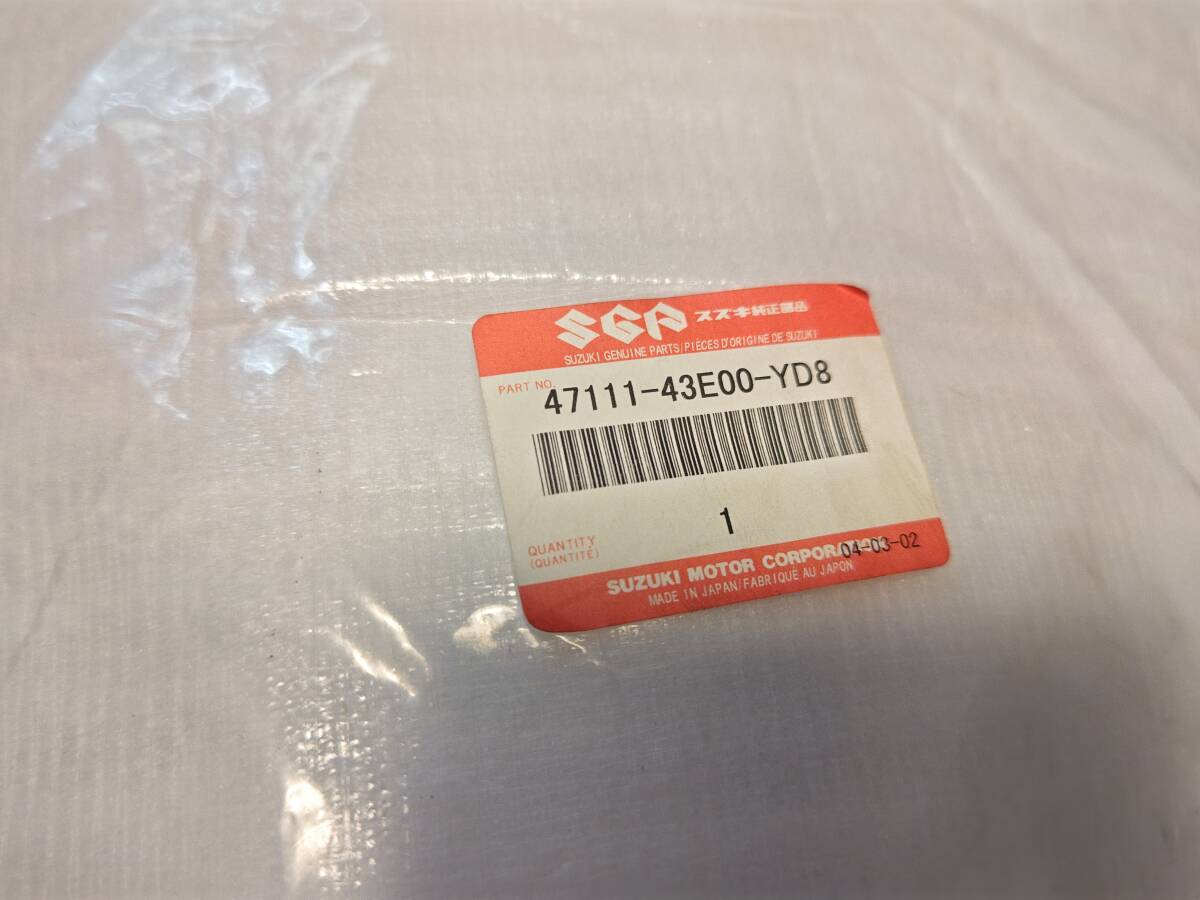 SGP スズキ純正部品
SUZUKI GENUINE PARTS/PIÈCES D'ORIGINE DE SUZUKI
PART NO.
47111-43E00-YD8
1
QUANTITY
(QUANTITÉ)
04-03-02
SUZUKI MOTOR CORPORATION
MADE IN JAPAN/FABRIQUÉ AU JAPON